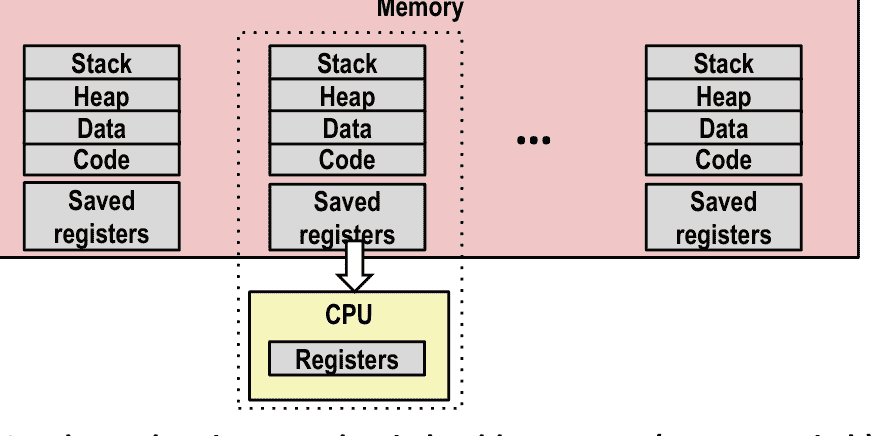 Memory
Stack
Heap
Data
Code
Saved
registers
Stack
Heap
Data
Code
Saved
registers
...
Stack
Heap
Data
Code
Saved
registers
CPU
Registers